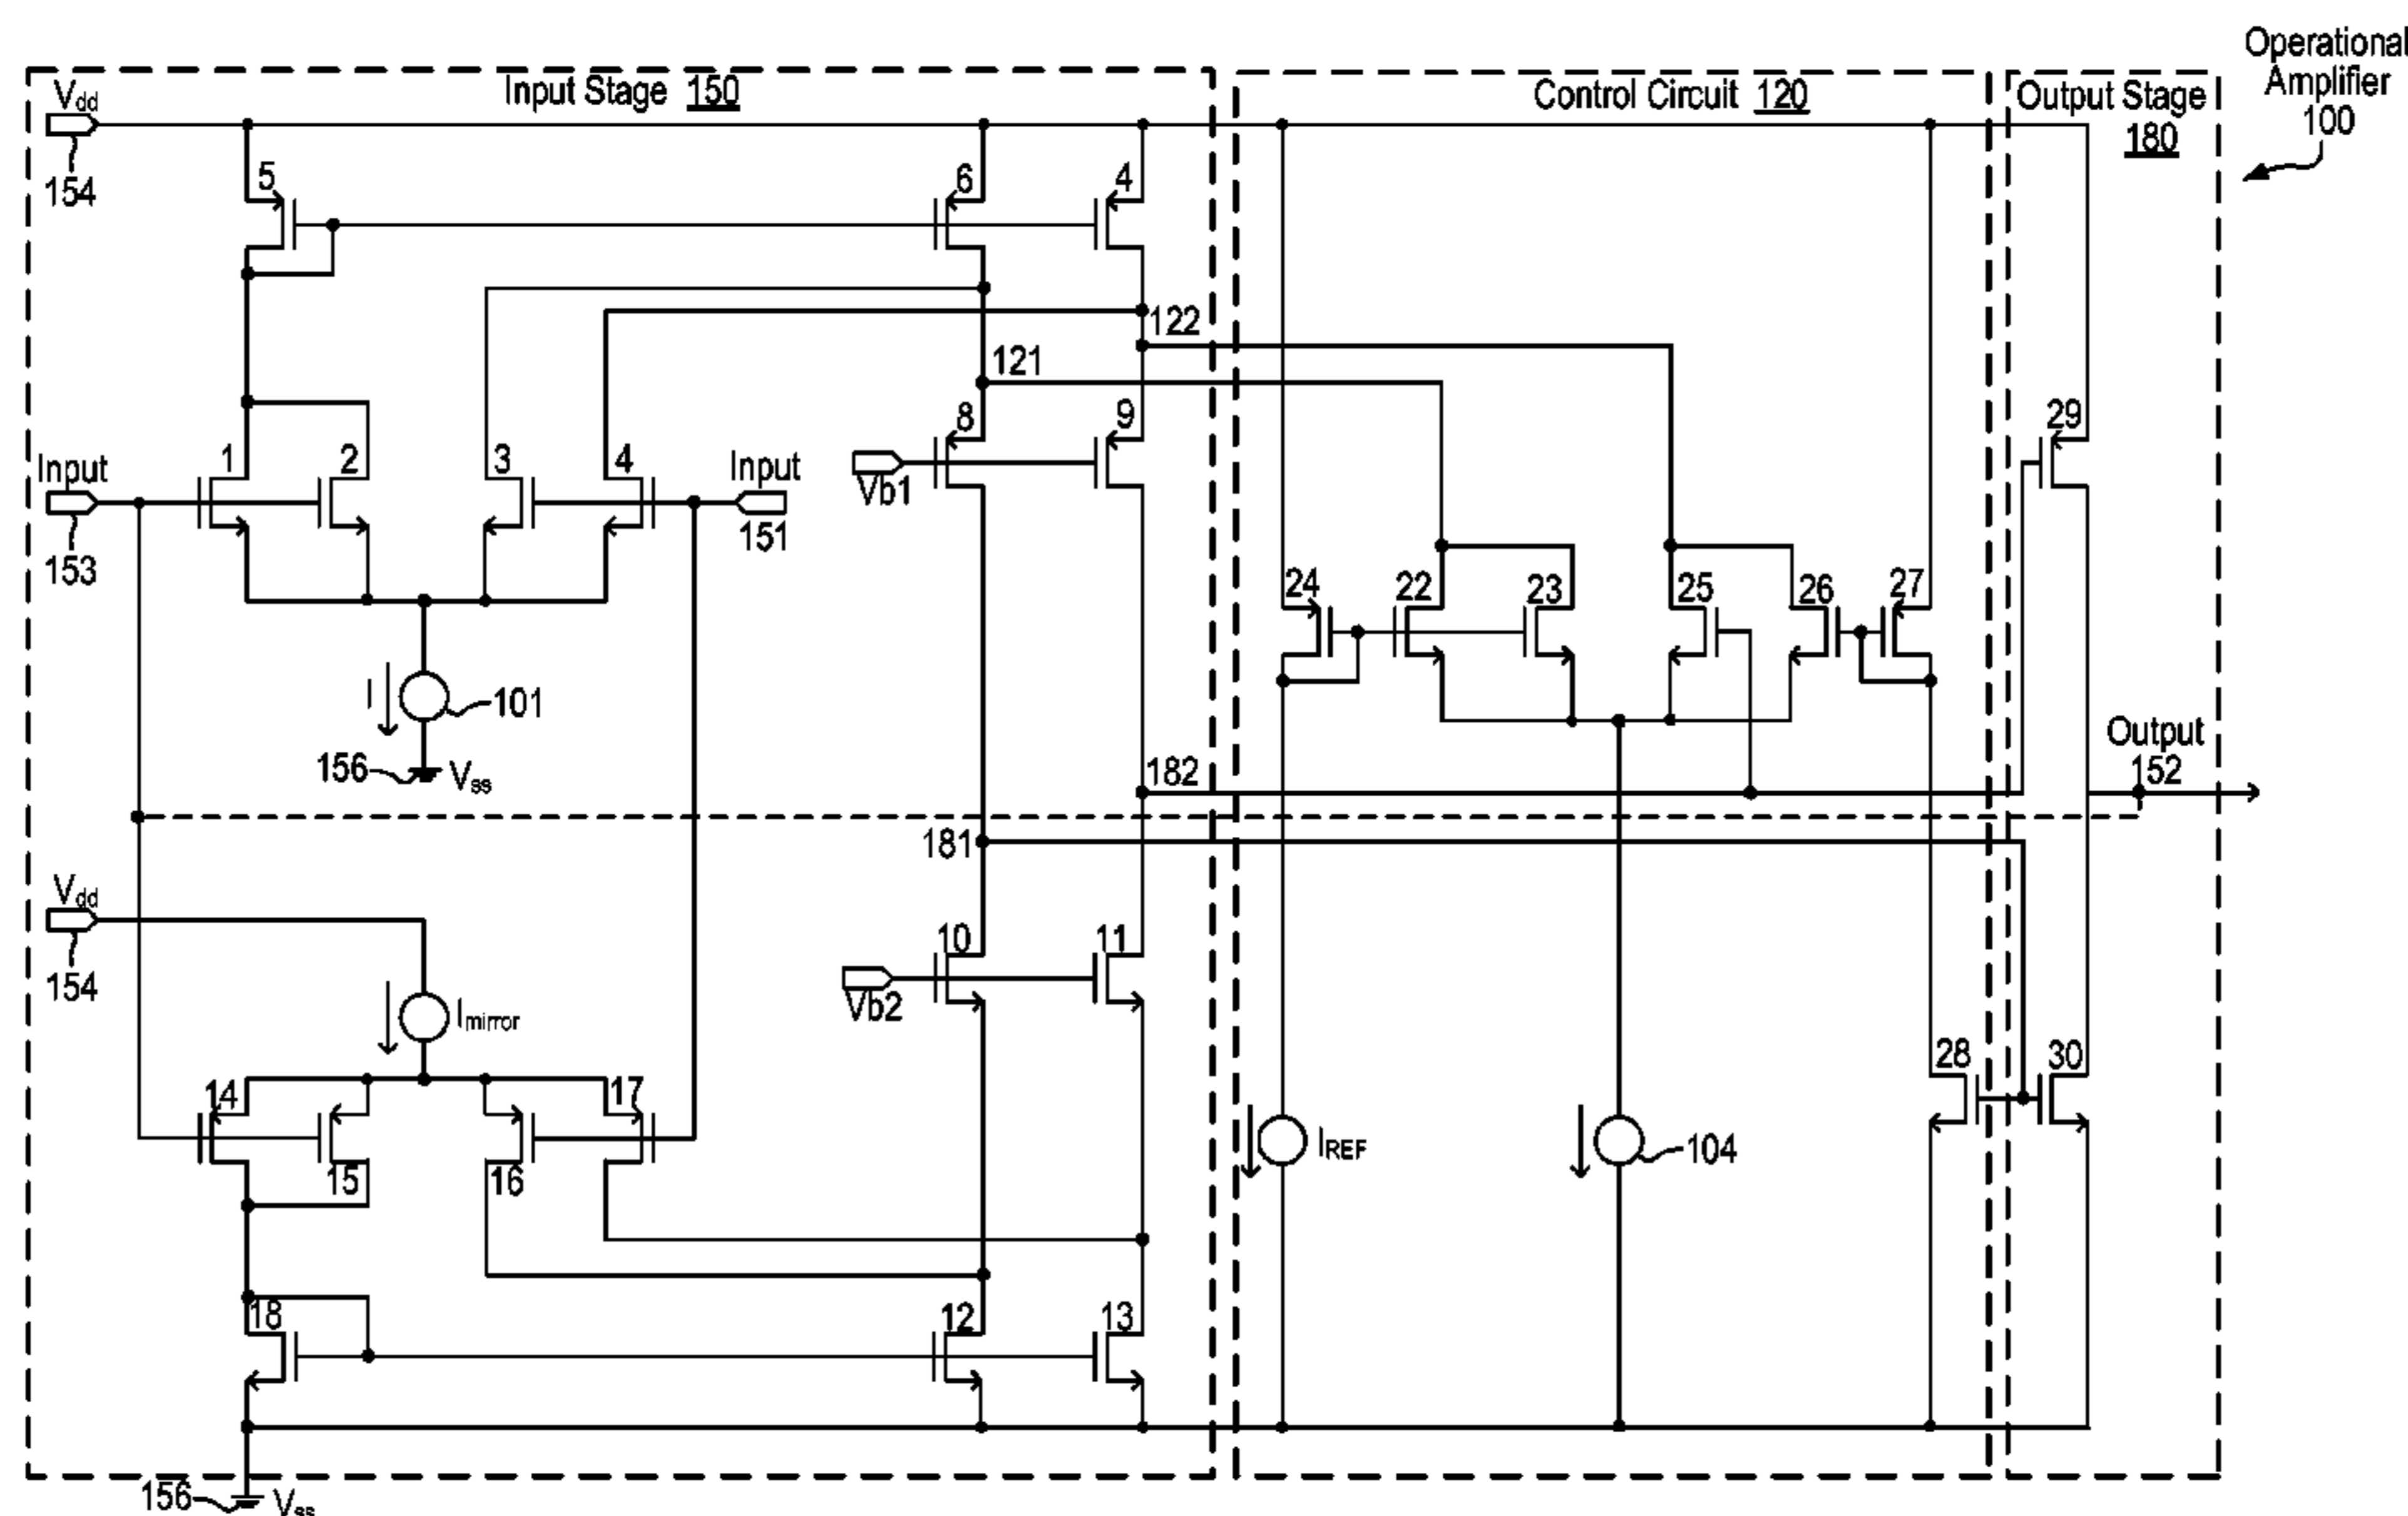 Operational
Amplifier
100
Input Stage 150
Control Circuit 120
Output Stage
180
Vdd
154
5
6
4
122
121
8
9
29
1
2
3
4
Input
153
Input
151
Vb1
24
22
23
25
26
27
I
101
156
Vss
182
Output
152
181
Vdd
154
10
11
Vb2
Imirror
28
30
14
15
16
17
IREF
104
18
12
13
156
Vss